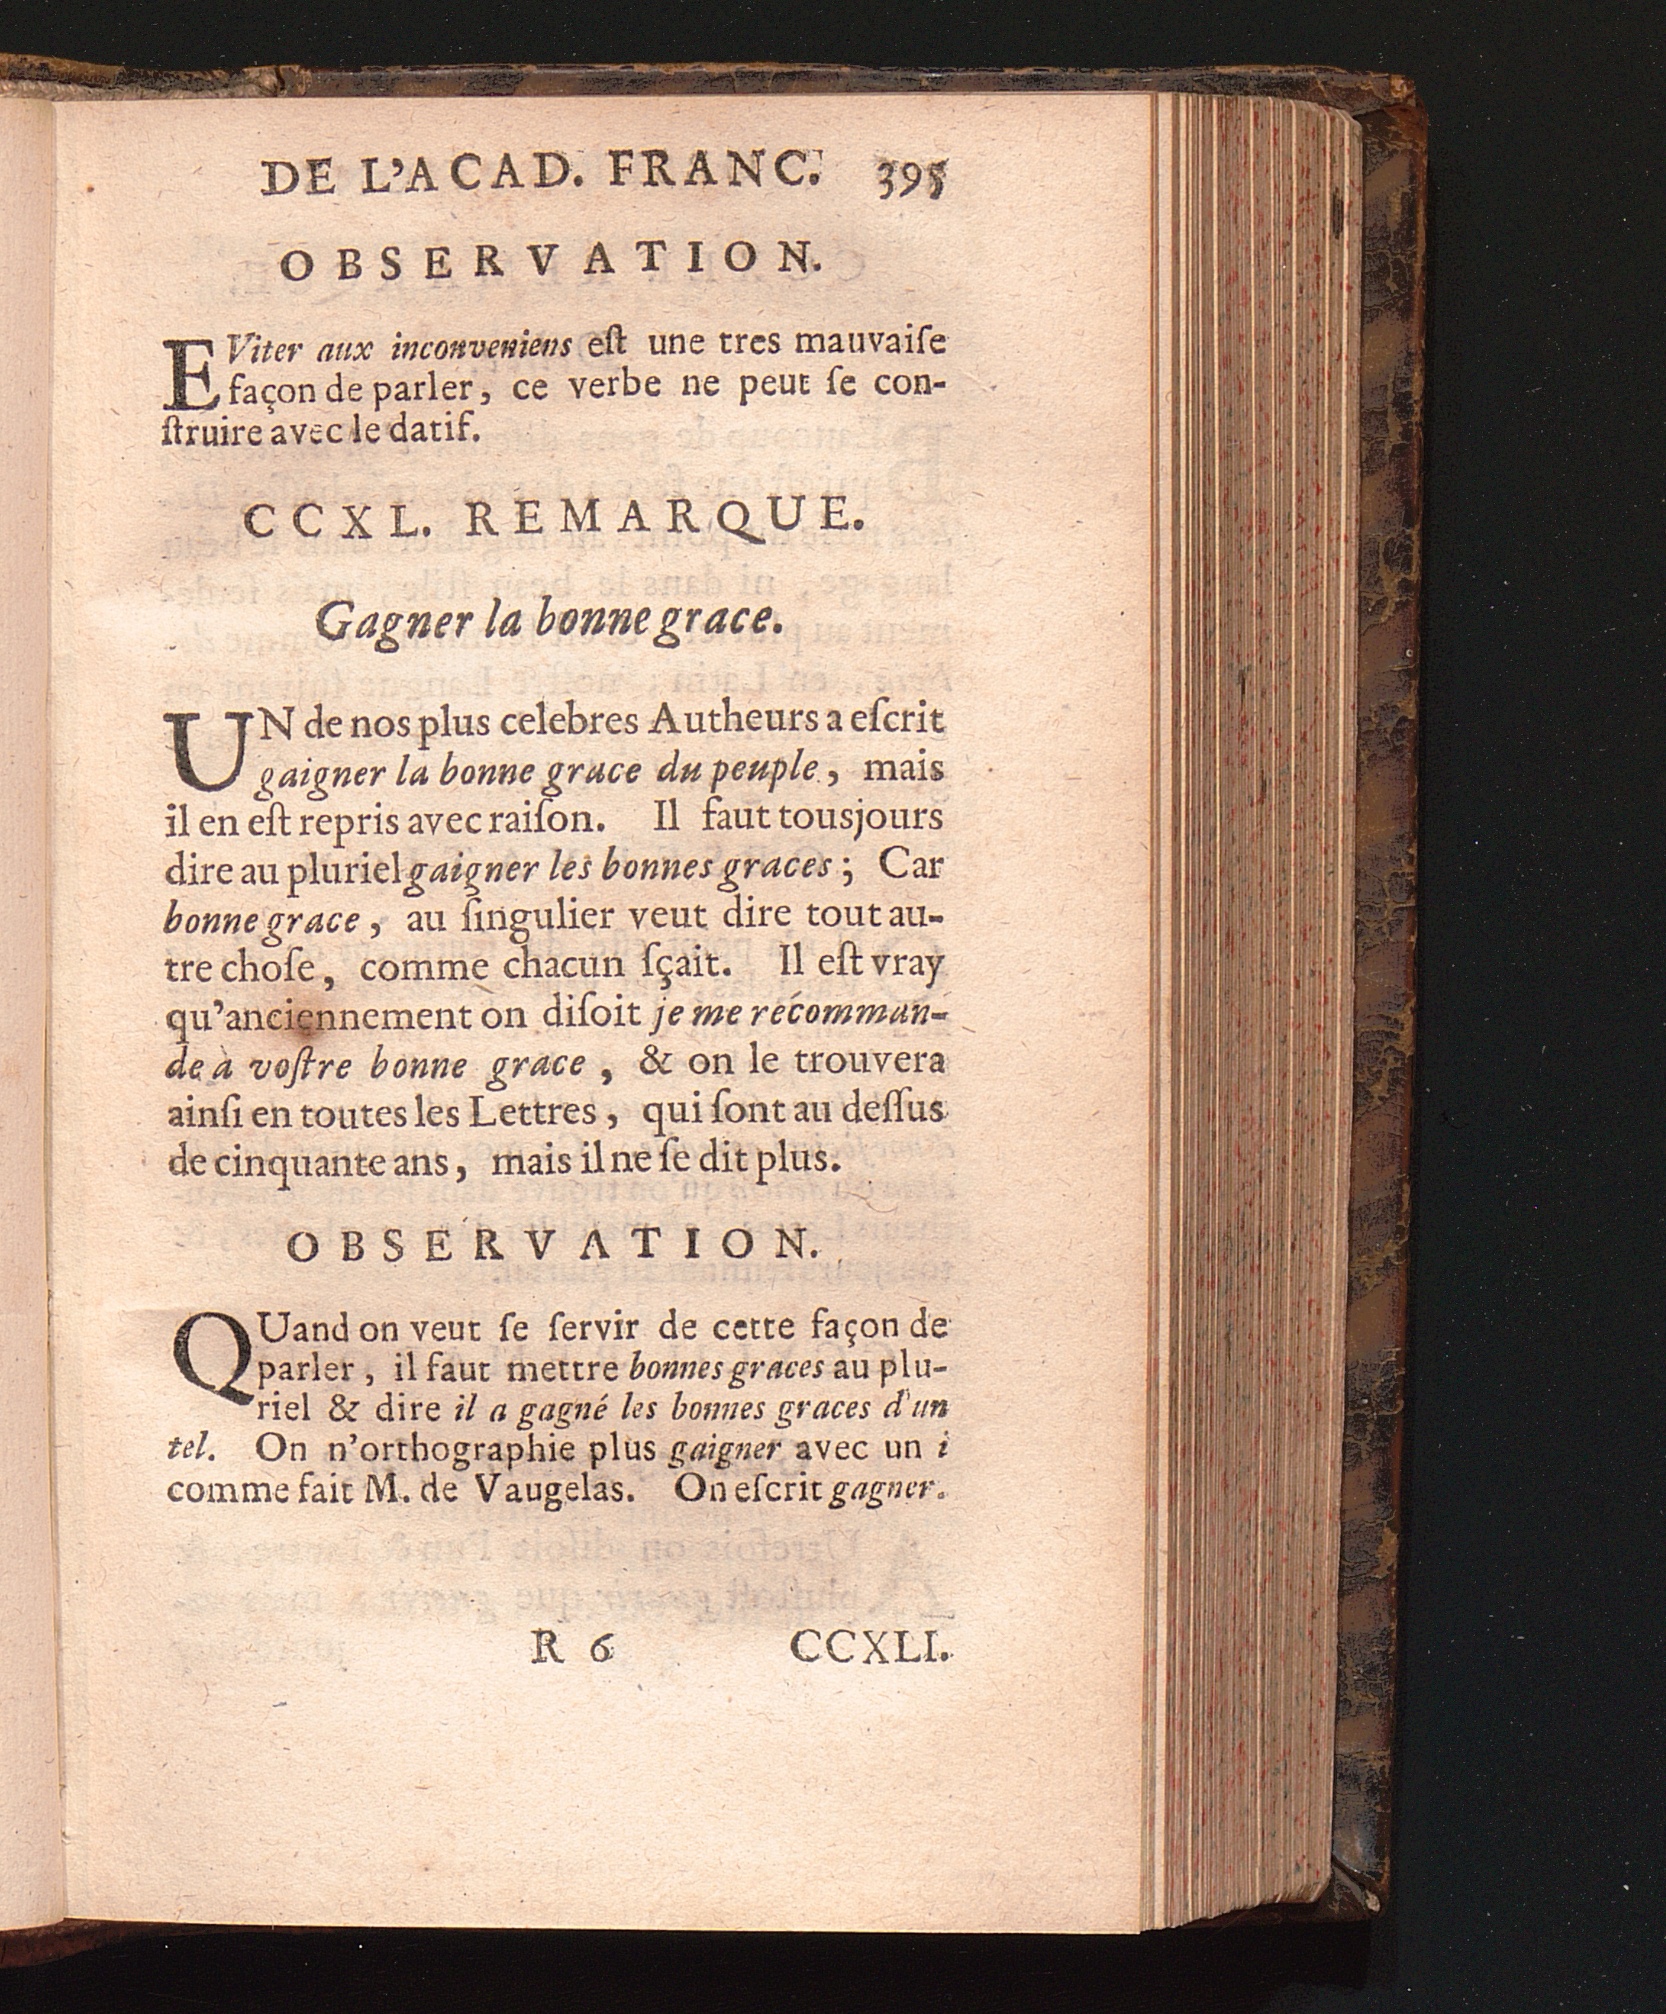 DE L'ACAD. FRANC. 395
OBSERVATION.
EViter aux inconveniens eſt une tres mauvaiſe
façon de parler, ce verbe ne peut ſe con-
ſtruire avec le datif.
CCXL. REMARQUE.
Gagner la bonne grace.
UN de nos plus celebres Autheurs a eſcrit
gaigner la bonne grace du peuple, mais
il en eſt repris avec raiſon. Il faut tousjours
dire au pluriel gaigner les bonnes graces; Car
bonne grace, au ſingulier veut dire tout au-
tre choſe, comme chacun ſçait. Il eſt vray
qu'anciennement on diſoit je me recomman-
de à voſtre bonne grace, & on le trouvera
ainſi en toutes les Lettres, qui ſont au deſſus
de cinquante ans, mais il ne ſe dit plus.
OBSERVATION.
QUand on veut ſe ſervir de cette façon de
parler, il faut mettre bonnes graces au plu-
riel & dire il a gagné les bonnes graces d'un
tel. On n'orthographie plus gaigner avec un i
comme fait M. de Vaugelas. On eſcrit gagner.
R 6 CCXLI.